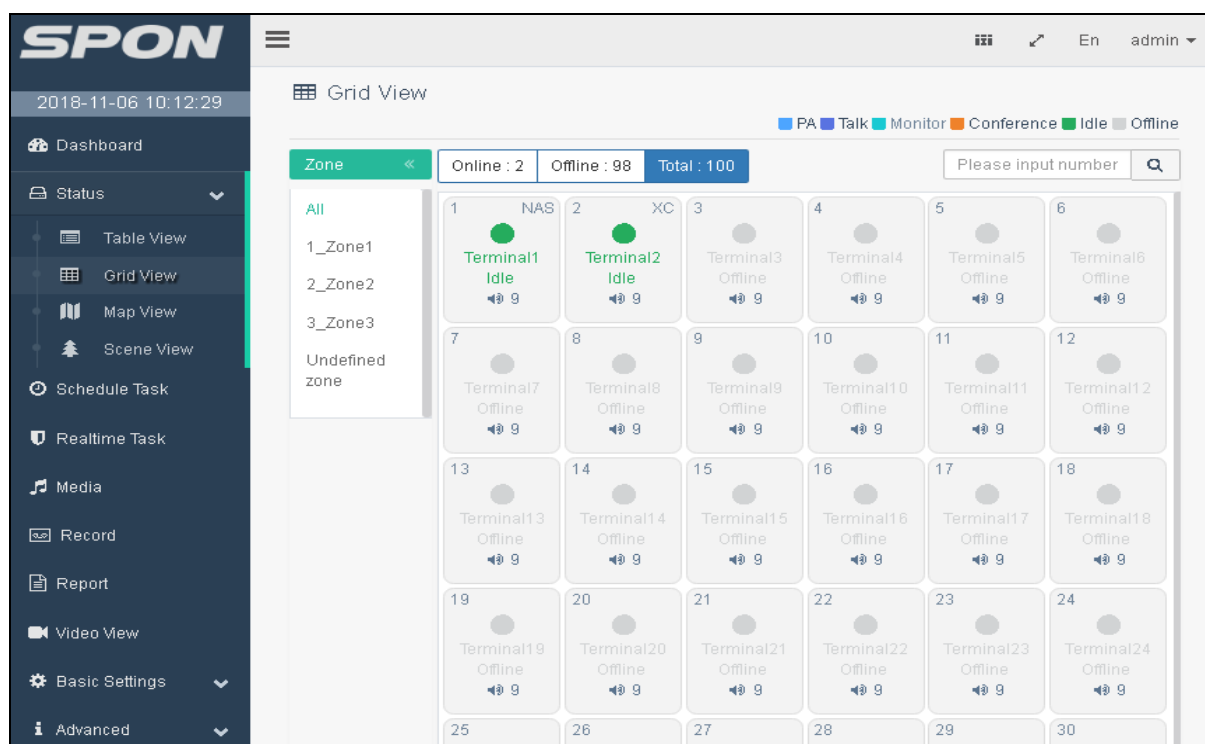 SPON
En admin
2018-11-06 10:12:29
Grid View
PA Talk Monitor Conference Idle Offline
Dashboard
Status
Table View
Grid View
Map View
Scene View
Schedule Task
Realtime Task
Media
Record
Report
Video View
Basic Settings
Advanced
Zone
All
1_Zone1
2_Zone2
3_Zone3
Undefined
zone
Online : 2 Offline : 98 Total : 100 Please input number
1 NAS 2 XC 3 4 5 6
Terminal1 Terminal2 Terminal3 Terminal4 Terminal5 Terminal6
Idle Idle Offline Offline Offline Offline
9 9 9 9 9 9
7 8 9 10 11 12
Terminal7 Terminal8 Terminal9 Terminal10 Terminal11 Terminal12
Offline Offline Offline Offline Offline Offline
9 9 9 9 9 9
13 14 15 16 17 18
Terminal13 Terminal14 Terminal15 Terminal16 Terminal17 Terminal18
Offline Offline Offline Offline Offline Offline
9 9 9 9 9 9
19 20 21 22 23 24
Terminal19 Terminal20 Terminal21 Terminal22 Terminal23 Terminal24
Offline Offline Offline Offline Offline Offline
9 9 9 9 9 9
25 26 27 28 29 30